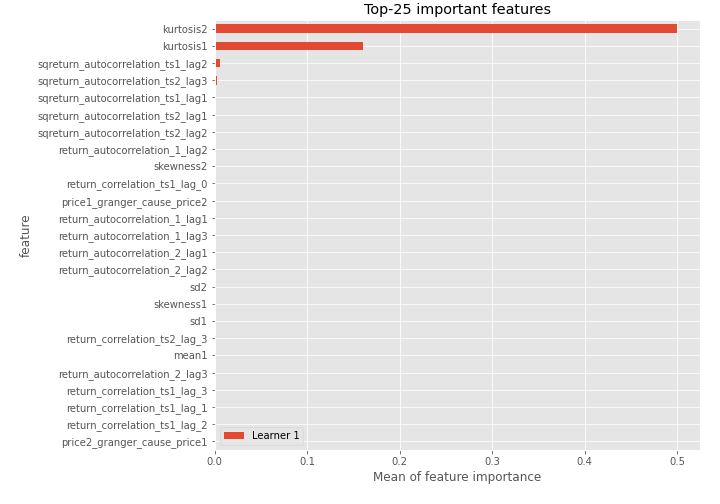 Top-25 important features
kurtosis2
kurtosis1
sqreturn_autocorrelation_ts1_lag2
sqreturn_autocorrelation_ts2_lag3
sqreturn_autocorrelation_ts1_lag1
sqreturn_autocorrelation_ts2_lag1
sqreturn_autocorrelation_ts2_lag2
return_autocorrelation_1_lag2
skewness2
return_correlation_ts1_lag_0
price1_granger_cause_price2
return_autocorrelation_1_lag1
return_autocorrelation_1_lag3
return_autocorrelation_2_lag1
return_autocorrelation_2_lag2
sd2
skewness1
sd1
return_correlation_ts2_lag_3
mean1
return_autocorrelation_2_lag3
return_correlation_ts1_lag_3
return_correlation_ts1_lag_1
return_correlation_ts1_lag_2
price2_granger_cause_price1
feature
Learner 1
0.0 0.1 0.2 0.3 0.4 0.5
Mean of feature importance